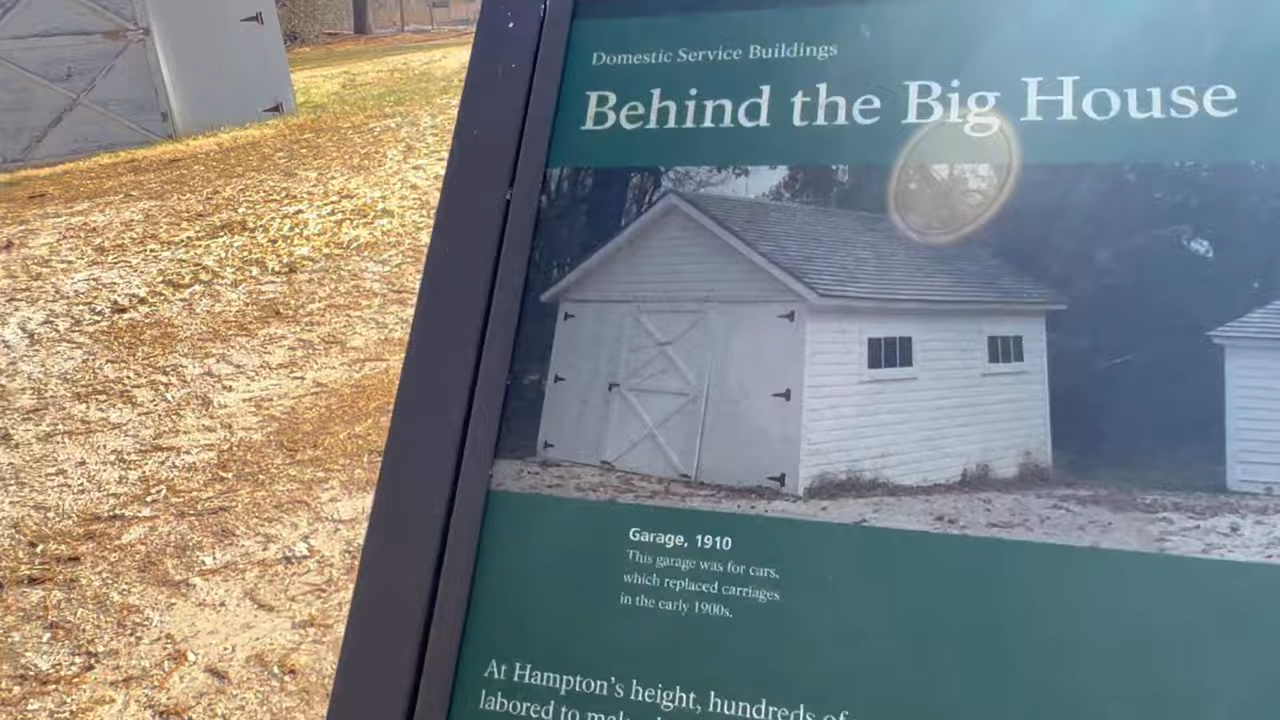 Domestic Service Buildings
Behind the Big House
Garage, 1910
This garage was for cars,
which replaced carriages
in the early 1900s.
At Hampton's height, hundreds of
labored to